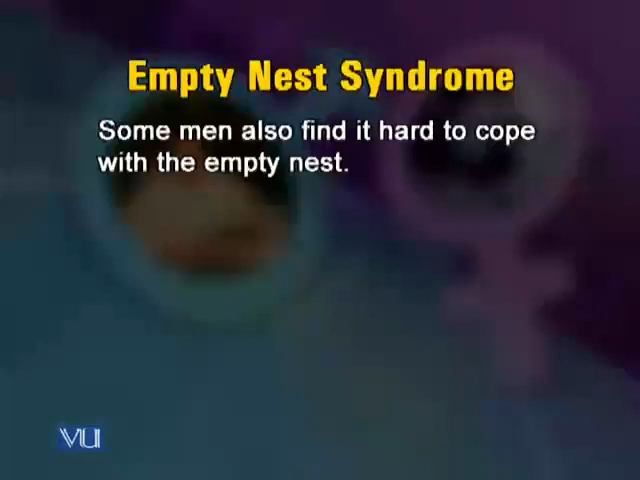 Empty Nest Syndrome
Some men also find it hard to cope
with the empty nest.
VU